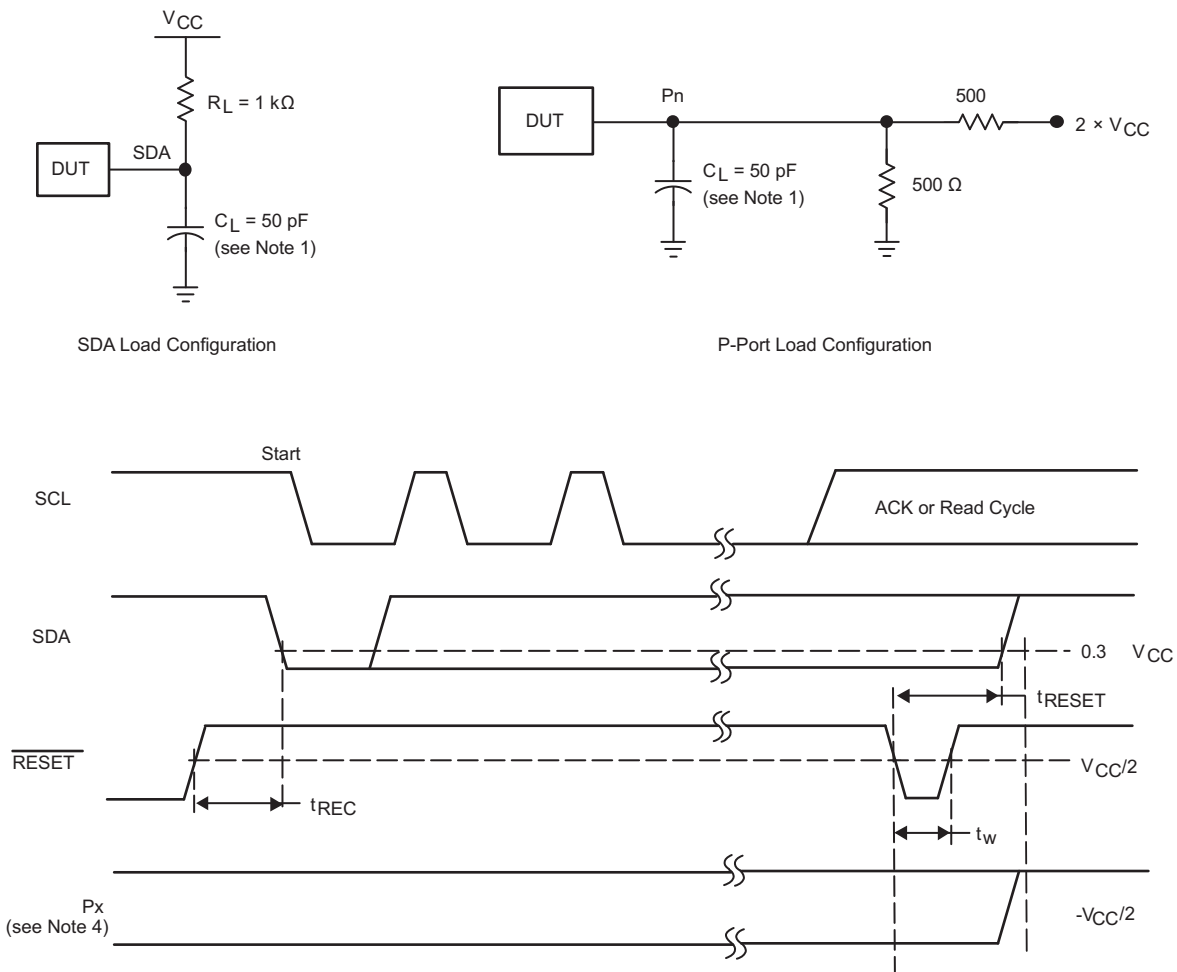 VCC
RL = 1 kΩ
DUT
SDA
CL = 50 pF
(see Note 1)
SDA Load Configuration
DUT
Pn
500
2 × VCC
CL = 50 pF
(see Note 1)
500 Ω
P-Port Load Configuration
Start
SCL
ACK or Read Cycle
SDA
0.3 VCC
tRESET
RESET
VCC/2
tREC
tw
Px
(see Note 4)
-VCC/2